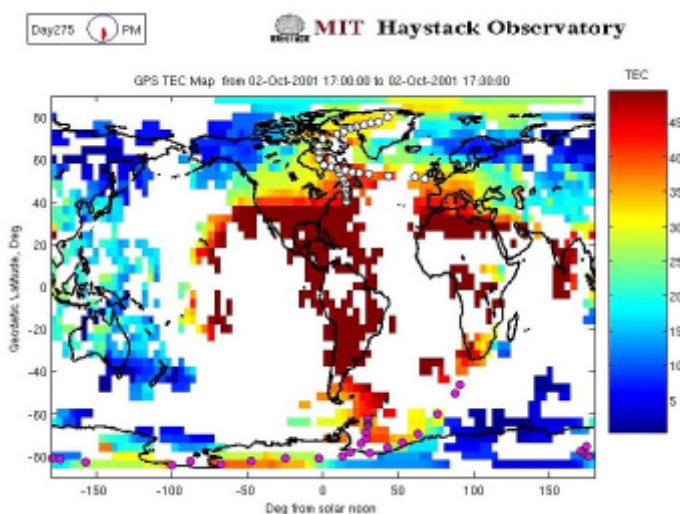 Day275 PM
MIT Haystack Observatory
GPS TEC Map from 02-Oct-2001 17:00:00 to 02-Oct-2001 17:30:00
TEC
80
60
40
20
0
-20
-40
-60
-80
Geodetic Latitude, Deg
-150 -100 -50 0 50 100 150
Deg from solar noon
45
40
35
30
25
20
15
10
5